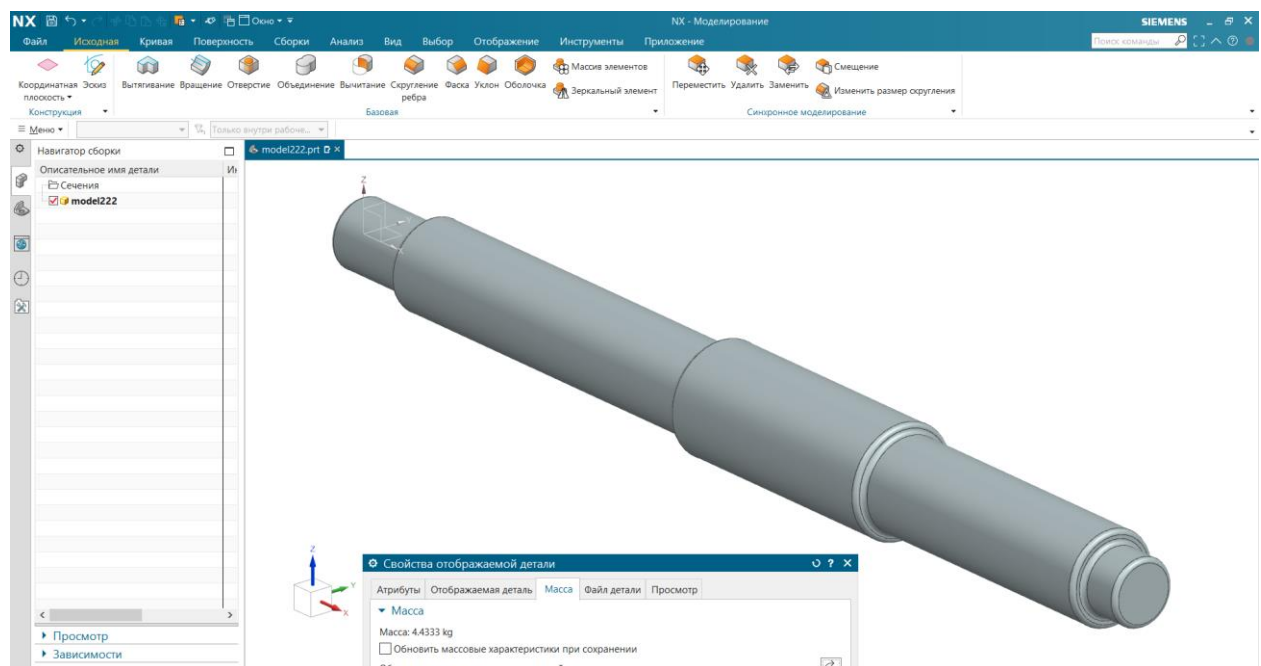 NX Окно NX - Моделирование SIEMENS
Файл Исходная Кривая Поверхность Сборки Анализ Вид Выбор Отображение Инструменты Приложение Поиск команды
Координатная плоскость Эскиз Вытягивание Вращение Отверстие Объединение Вычитание Скругление ребра Фаска Уклон Оболочка Массив элементов Зеркальный элемент Переместить Удалить Заменить Смещение Изменить размер скругления
Конструкция Базовая Синхронное моделирование
Меню Только внутри рабоче...
Навигатор сборки model222.prt
Описательное имя детали
Сечения
model222
Z
Z
Y
X
Свойства отображаемой детали
Атрибуты Отображаемая деталь Масса Файл детали Просмотр
Масса
Масса: 4.4333 kg
Обновить массовые характеристики при сохранении
Просмотр
Зависимости